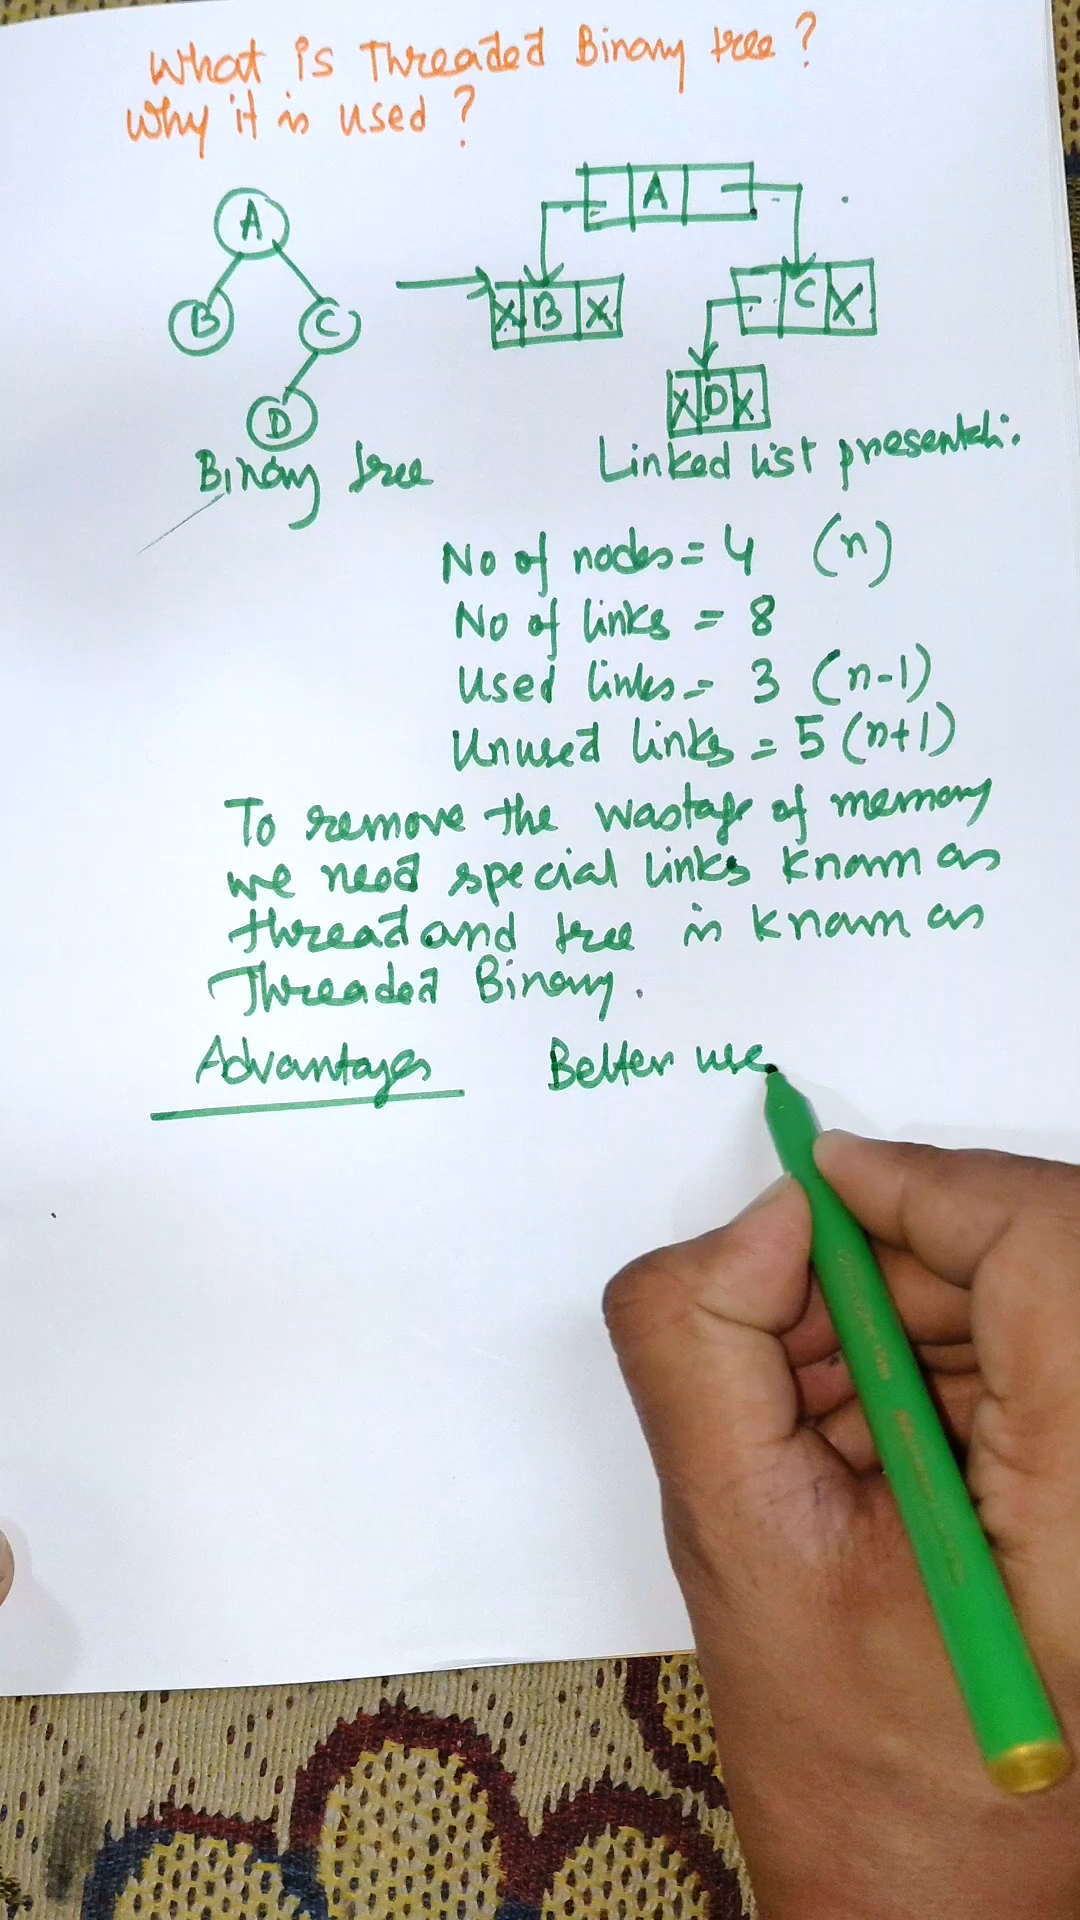 What is Threaded Binary tree?
Why it is used?
A
B
C
D
A
X B X
C X
X D X
Binary tree
Linked list presentati.
No of nodes = 4 (n)
No of links = 8
Used links = 3 (n-1)
Unused links = 5 (n+1)
To remove the wastage of memory
we need special links known as
thread and tree is known as
Threaded Binary.
Advantages Better use